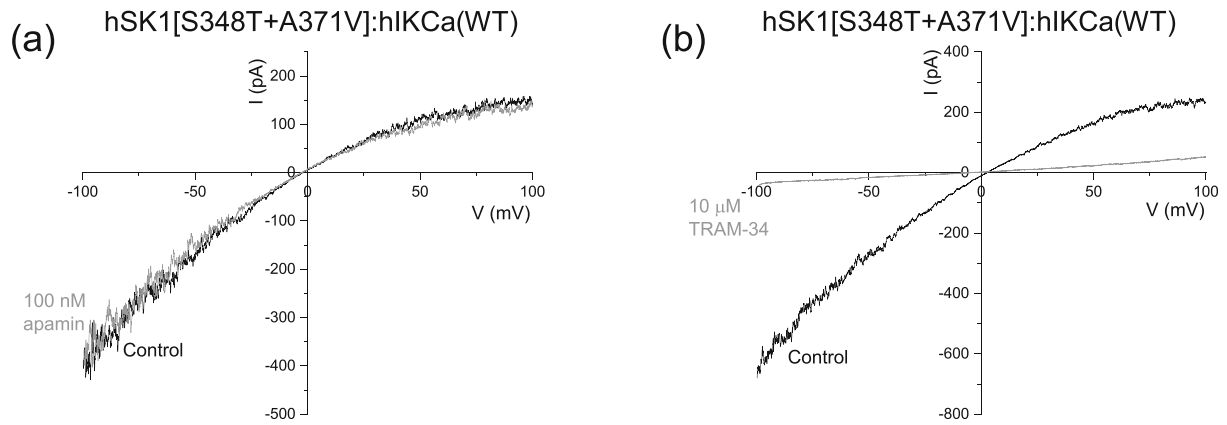 (a)
hSK1[S348T+A371V]:hIKCa(WT)
I (pA)
200
100
0
-100
-50
0
50
100
V (mV)
-100
-200
-300
-400
-500
100 nM
apamin
Control
(b)
hSK1[S348T+A371V]:hIKCa(WT)
400
I (pA)
200
0
-100
-50
0
50
100
V (mV)
-200
-400
-600
-800
10 μM
TRAM-34
Control